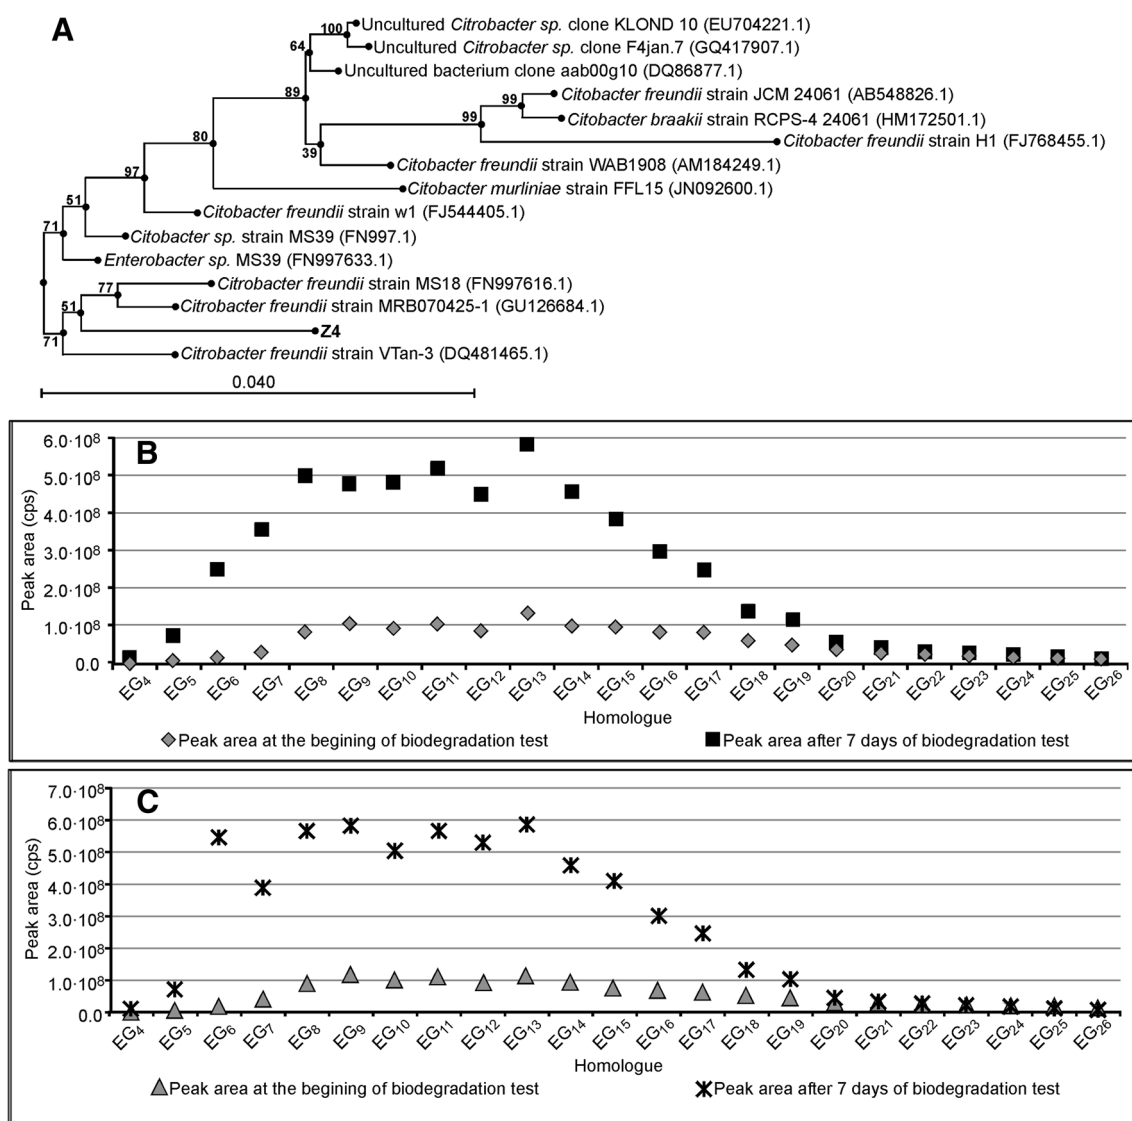 A
Uncultured Citrobacter sp. clone KLOND 10 (EU704221.1)
Uncultured Citrobacter sp. clone F4jan.7 (GQ417907.1)
Uncultured bacterium clone aab00g10 (DQ86877.1)
Citobacter freundii strain JCM 24061 (AB548826.1)
Citobacter braakii strain RCPS-4 24061 (HM172501.1)
Citobacter freundii strain H1 (FJ768455.1)
Citobacter freundii strain WAB1908 (AM184249.1)
Citobacter murliniae strain FFL15 (JN092600.1)
Citobacter freundii strain w1 (FJ544405.1)
Citobacter sp. strain MS39 (FN997.1)
Enterobacter sp. MS39 (FN997633.1)
Citrobacter freundii strain MS18 (FN997616.1)
Citrobacter freundii strain MRB070425-1 (GU126684.1)
Z4
Citrobacter freundii strain VTan-3 (DQ481465.1)
100
64
89
99
99
39
80
97
51
71
77
51
71
0.040
B
Peak area (cps)
6.0·10⁸
5.0·10⁸
4.0·10⁸
3.0·10⁸
2.0·10⁸
1.0·10⁸
0.0
EG₄ EG₅ EG₆ EG₇ EG₈ EG₉ EG₁₀ EG₁₁ EG₁₂ EG₁₃ EG₁₄ EG₁₅ EG₁₆ EG₁₇ EG₁₈ EG₁₉ EG₂₀ EG₂₁ EG₂₂ EG₂₃ EG₂₄ EG₂₅ EG₂₆
Homologue
Peak area at the begining of biodegradation test
Peak area after 7 days of biodegradation test
C
Peak area (cps)
7.0·10⁸
6.0·10⁸
5.0·10⁸
4.0·10⁸
3.0·10⁸
2.0·10⁸
1.0·10⁸
0.0
EG₄ EG₅ EG₆ EG₇ EG₈ EG₉ EG₁₀ EG₁₁ EG₁₂ EG₁₃ EG₁₄ EG₁₅ EG₁₆ EG₁₇ EG₁₈ EG₁₉ EG₂₀ EG₂₁ EG₂₂ EG₂₃ EG₂₄ EG₂₅ EG₂₆
Homologue
Peak area at the begining of biodegradation test
Peak area after 7 days of biodegradation test